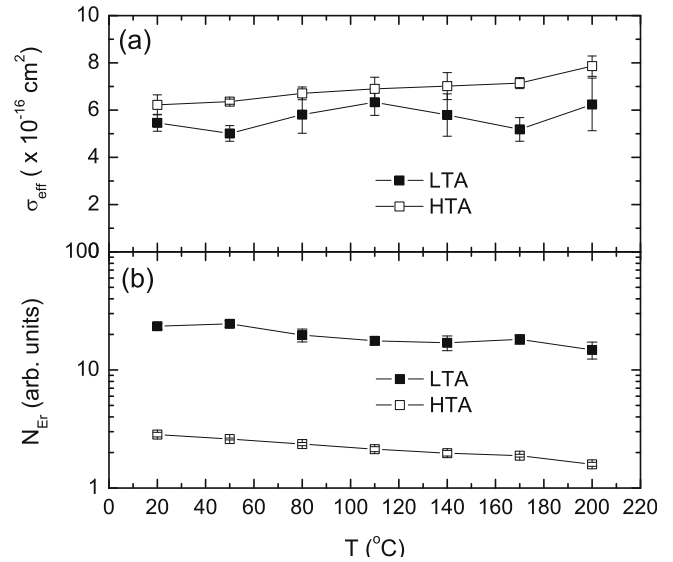 10
(a)
8
6
4
2
0
σeff ( x 10⁻¹⁶ cm²)
LTA
HTA
100
(b)
10
1
NEr (arb. units)
LTA
HTA
0 20 40 60 80 100 120 140 160 180 200 220
T (°C)